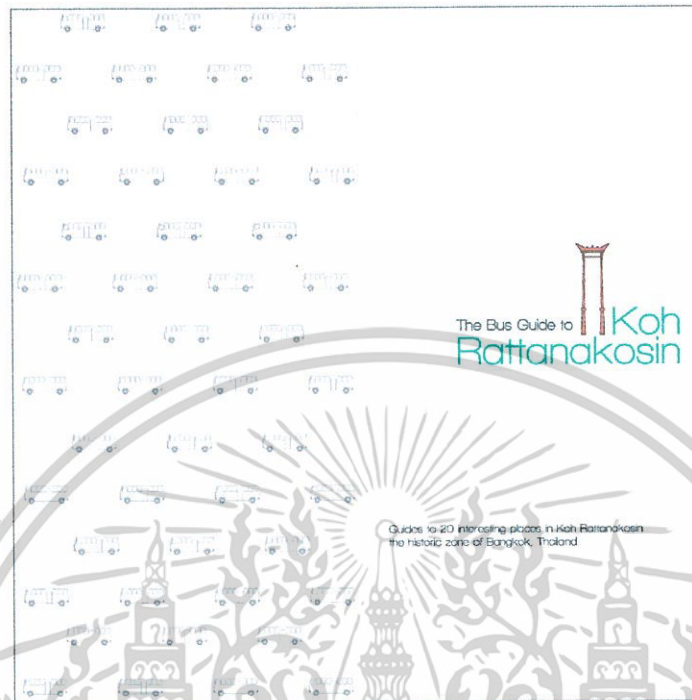 The Bus Guide to Koh
Rattanakosin
Guides to 20 interesting places in Koh Rattanakosin
the historic zone of Bangkok, Thailand